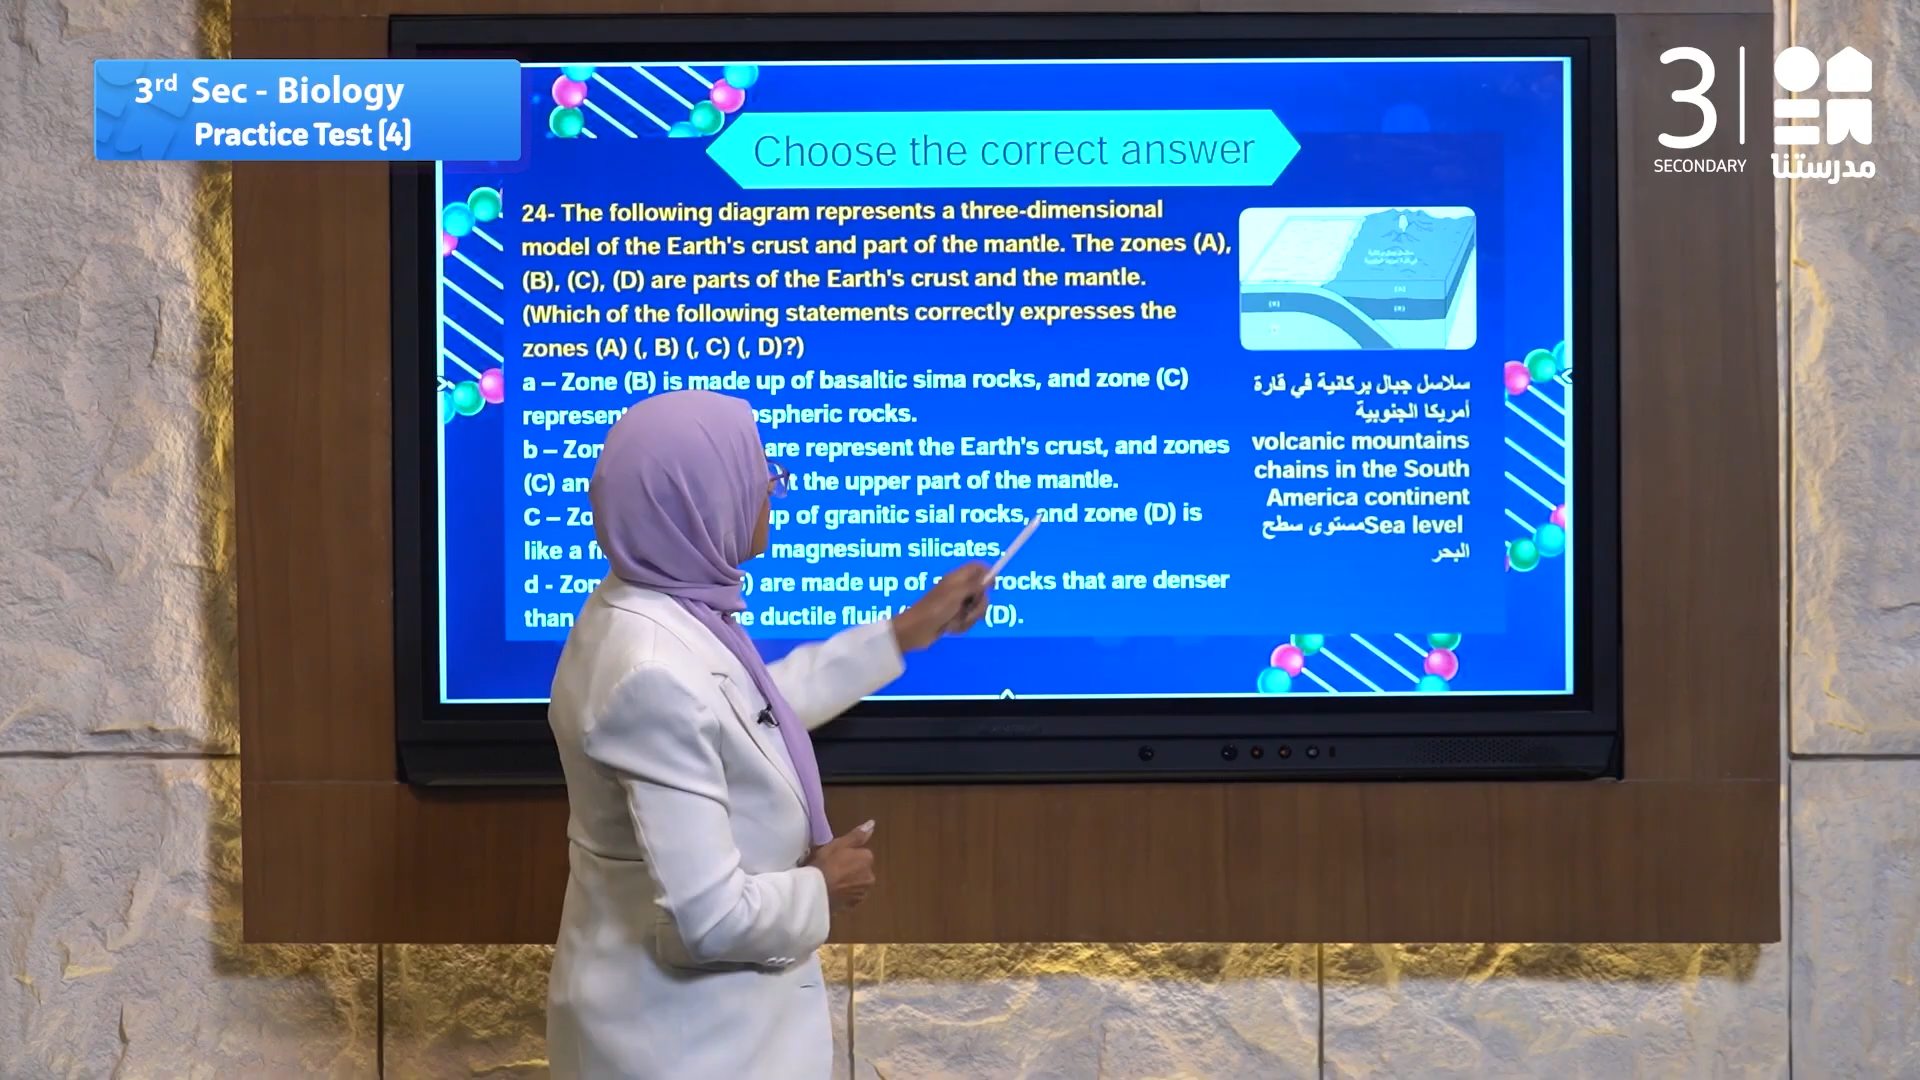 3rd Sec - Biology
Practice Test (4)
3
SECONDARY
مدرستنا
Choose the correct answer
24- The following diagram represents a three-dimensional
model of the Earth's crust and part of the mantle. The zones (A),
(B), (C), (D) are parts of the Earth's crust and the mantle.
(Which of the following statements correctly expresses the
zones (A) (, B) (, C) (, D)?)
a – Zone (B) is made up of basaltic sima rocks, and zone (C)
rocks.
b – are represent the Earth's crust, and zones
(C) the upper part of the mantle.
C – of granitic sial rocks, and zone (D) is
like a magnesium silicates.
d - are made up of rocks that are denser
than ductile fluid (D).
سلاسل جبال بركانية في قارة
أمريكا الجنوبية
volcanic mountains
chains in the South
America continent
Sea level مستوى سطح
البحر